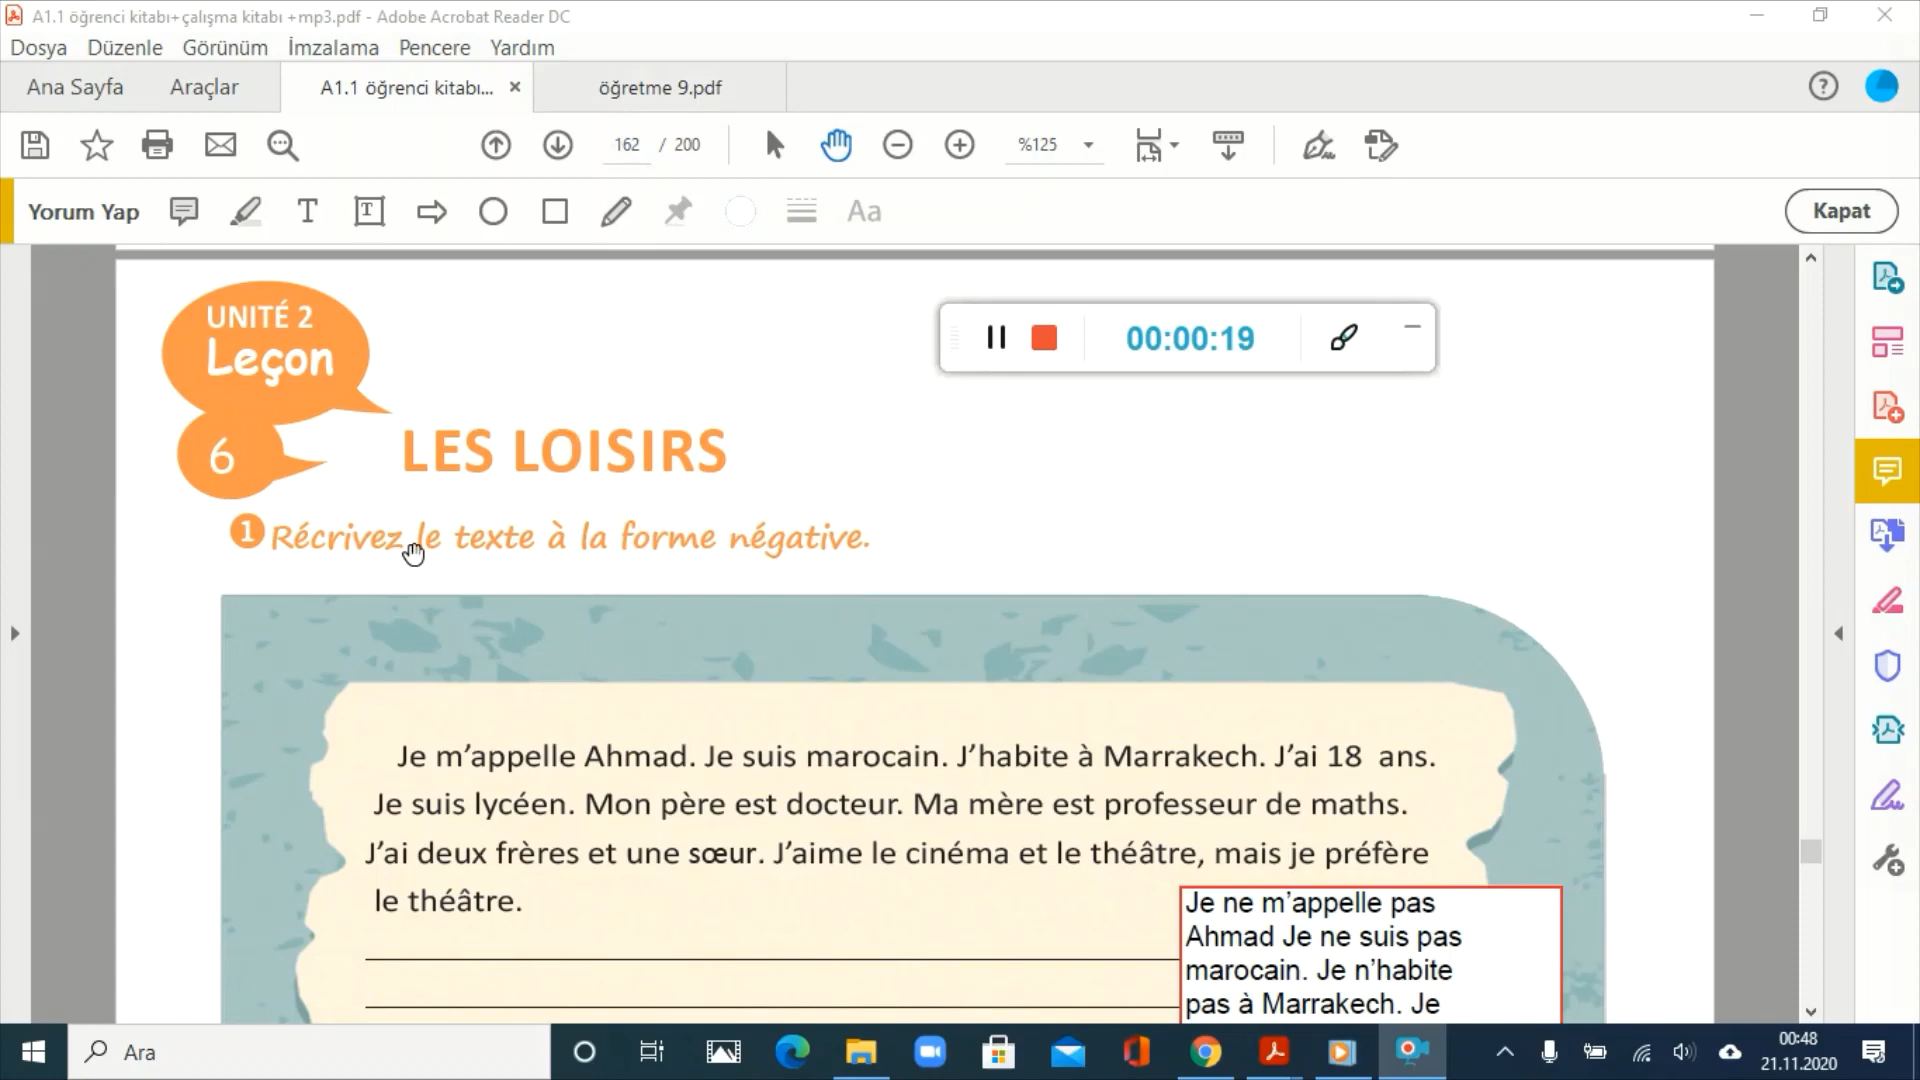 A1.1 öğrenci kitabı+çalışma kitabı +mp3.pdf - Adobe Acrobat Reader DC
Dosya Düzenle Görünüm İmzalama Pencere Yardım
Ana Sayfa Araçlar A1.1 öğrenci kitabı... × öğretme 9.pdf
162 / 200 %125
Yorum Yap Aa Kapat
UNITÉ 2
Leçon
00:00:19
6
LES LOISIRS
1 Récrivez le texte à la forme négative.
Je m’appelle Ahmad. Je suis marocain. J’habite à Marrakech. J’ai 18 ans.
Je suis lycéen. Mon père est docteur. Ma mère est professeur de maths.
J’ai deux frères et une sœur. J’aime le cinéma et le théâtre, mais je préfère
le théâtre.
Je ne m’appelle pas
Ahmad Je ne suis pas
marocain. Je n’habite
pas à Marrakech. Je
Ara
00:48
21.11.2020